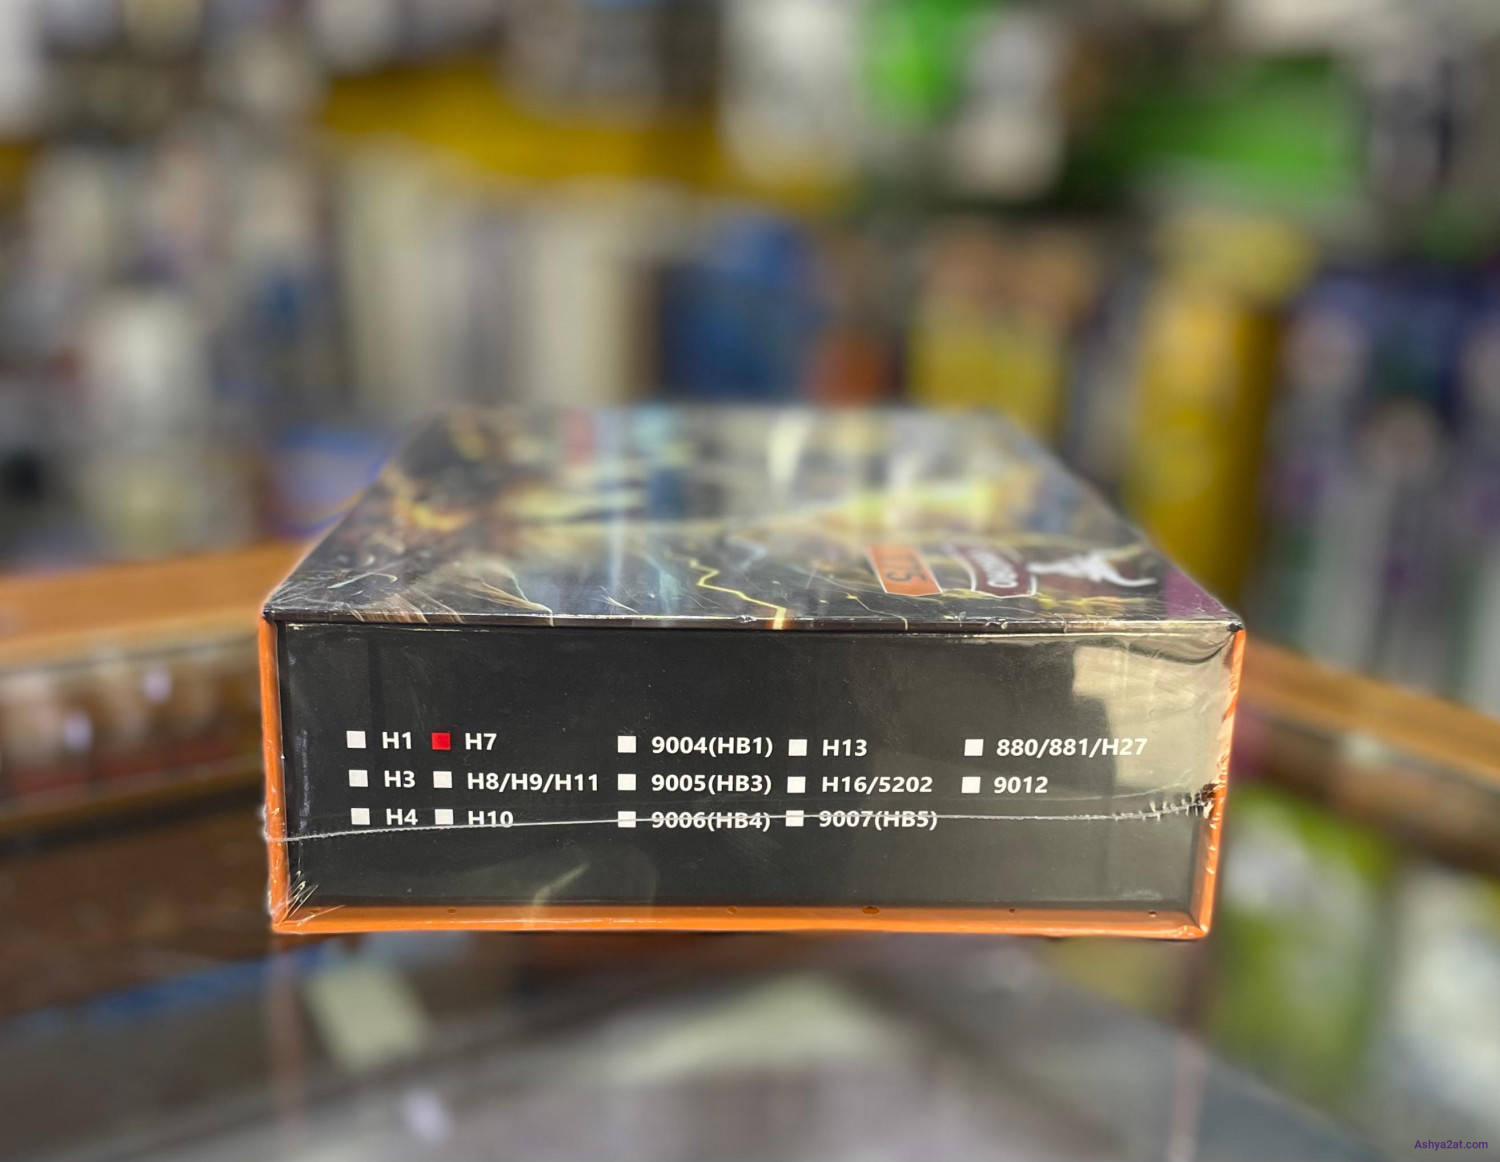 H1 H7 9004(HB1) H13 880/881/H27
H3 H8/H9/H11 9005(HB3) H16/5202 9012
H4 H10 9006(HB4) 9007(HB5)
Ashya2at.com